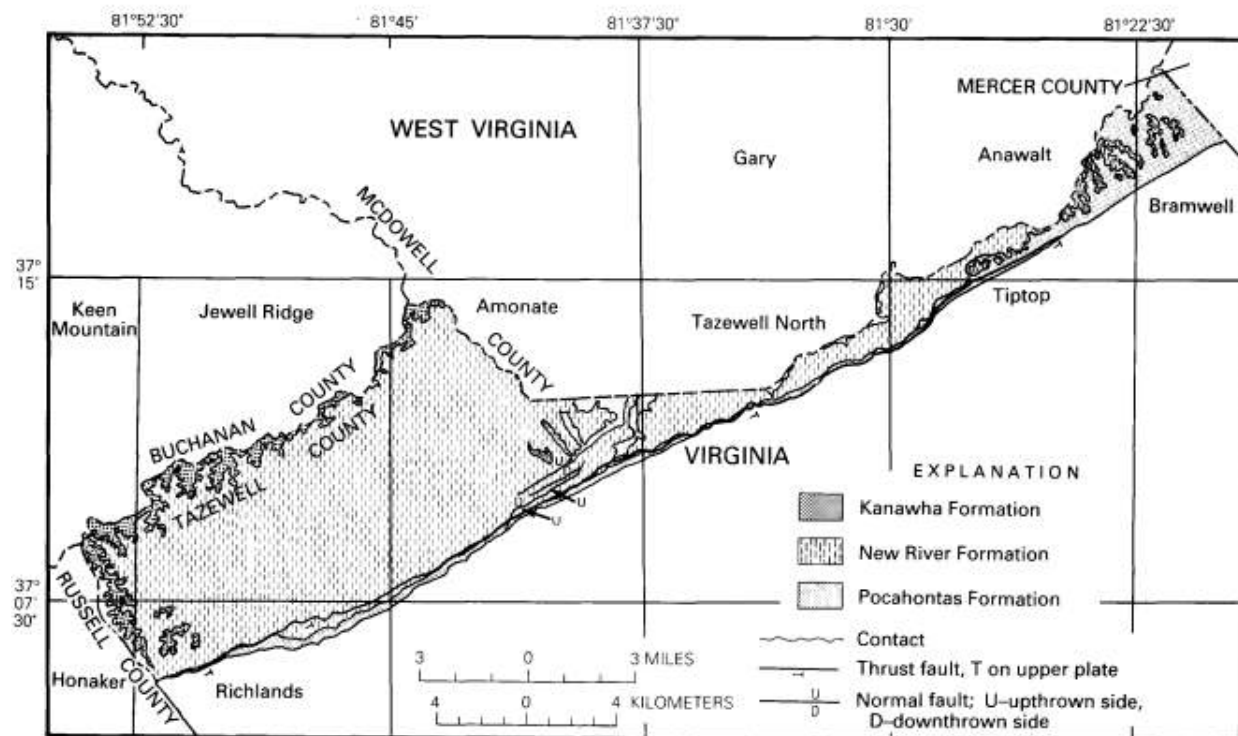 81°52'30" 81°45' 81°37'30" 81°30' 81°22'30"
MERCER COUNTY
WEST VIRGINIA
Gary
Anawalt
Bramwell
MCDOWELL
COUNTY
37°
15'
Keen
Mountain
Jewell Ridge
Amonate
Tazewell North
Tiptop
BUCHANAN COUNTY
TAZEWELL COUNTY
VIRGINIA
U
U
U
U
EXPLANATION
Kanawha Formation
New River Formation
Pocahontas Formation
37°
07'
30"
RUSSELL COUNTY
Honaker
Richlands
T
T
T
T
3 0 3 MILES
4 0 4 KILOMETERS
Contact
T
Thrust fault, T on upper plate
U
D
Normal fault; U–upthrown side,
D–downthrown side